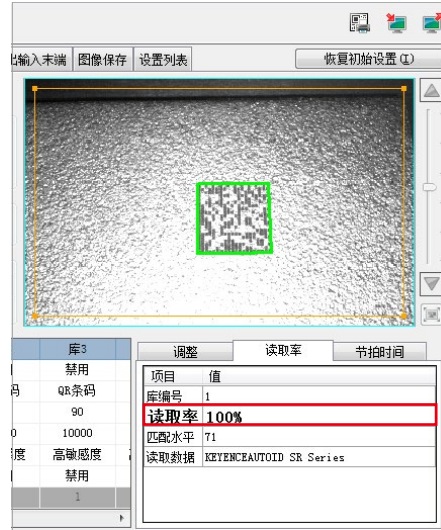 出输入末端 图像保存 设置列表 恢复初始设置(I)
库3 调整 读取率 节拍时间
禁用
码 QR条码
90
0 10000
度 高敏感度
禁用
1
项目 值
库编号 1
读取率 100%
匹配水平 71
读取数据 KEYENCEAUTOID SR Series